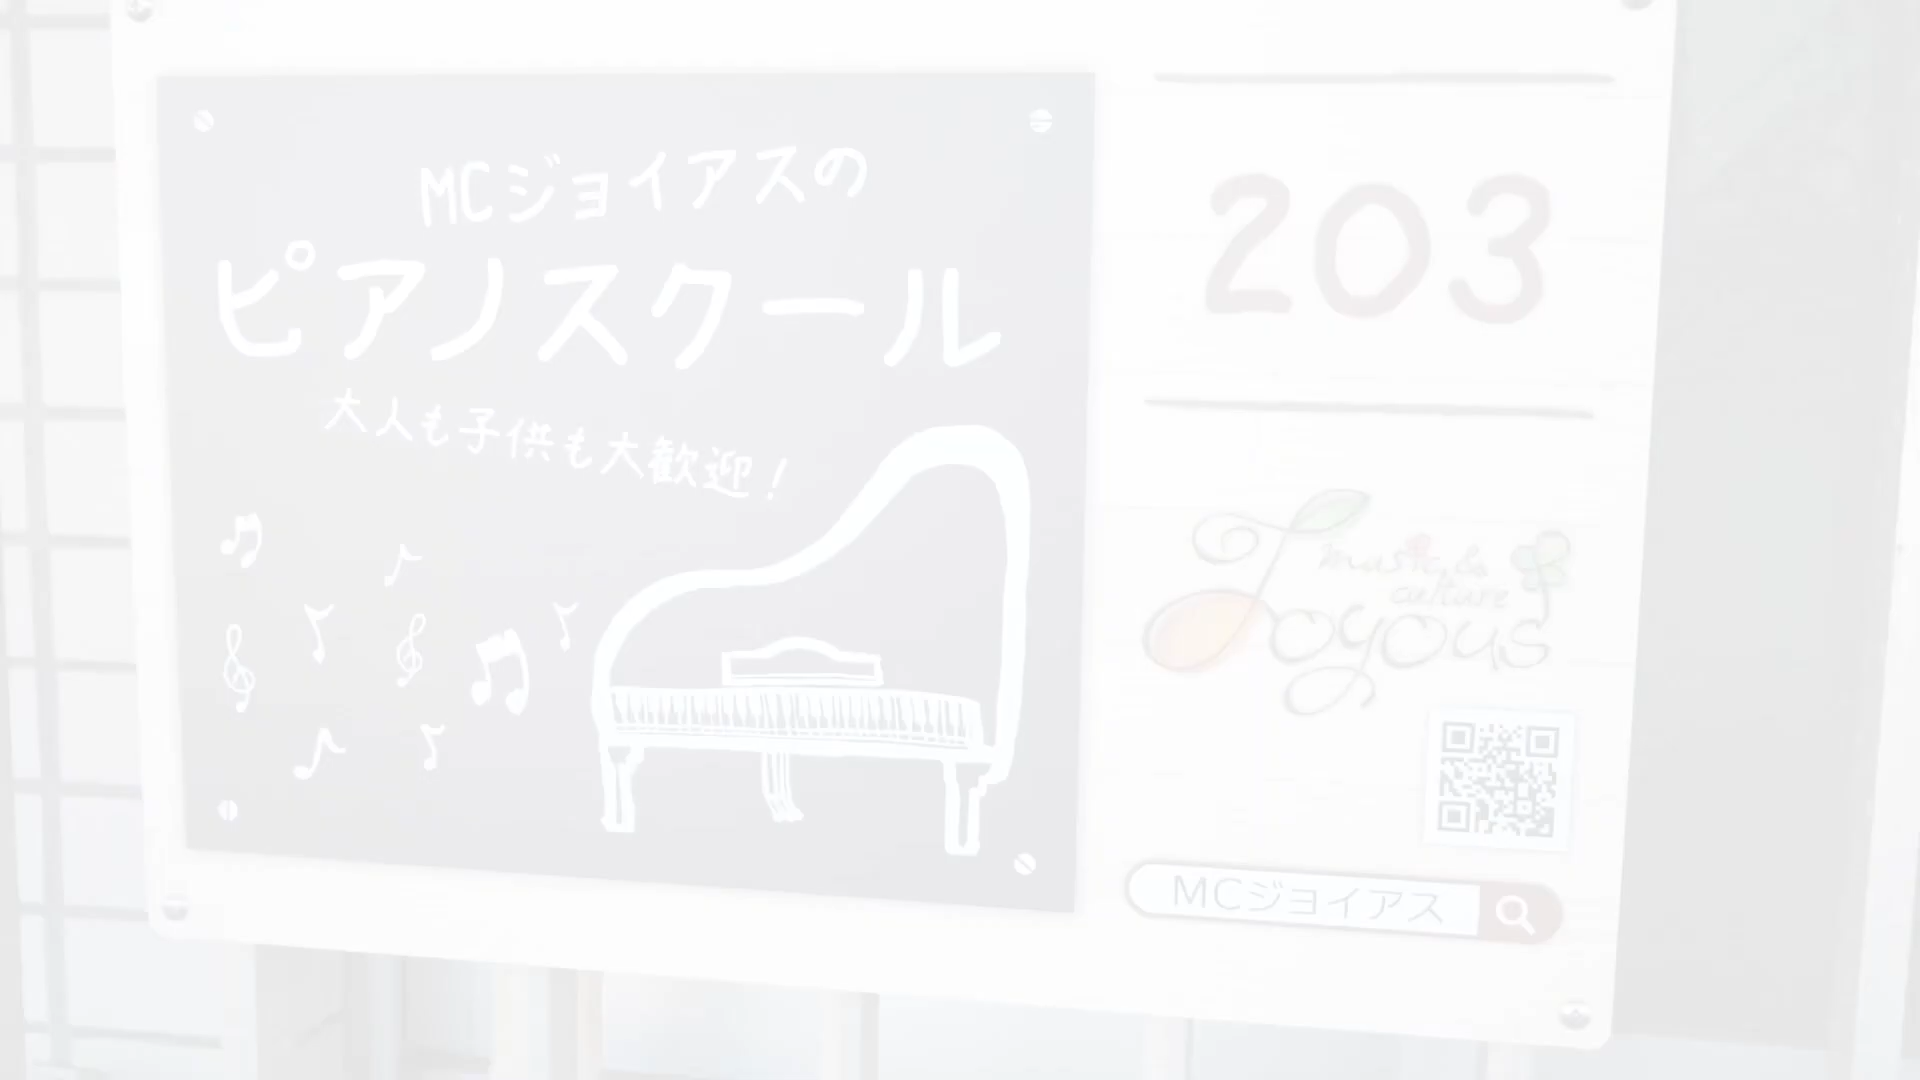 MCジョイアスの
ピアノスクール
大人も子供も大歓迎！
203
music & culture
Joyous
MCジョイアス